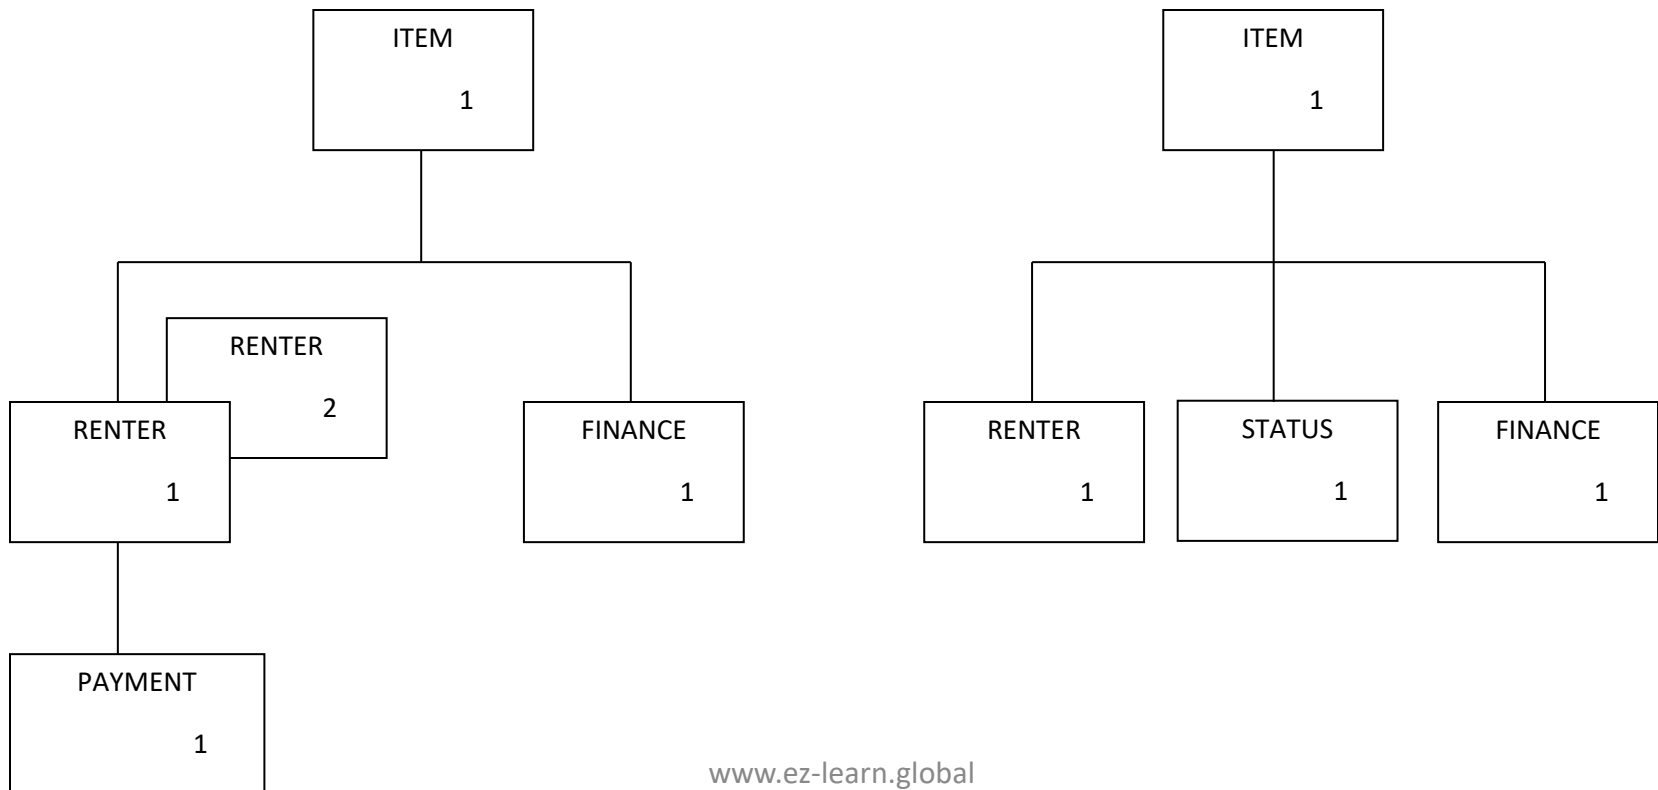 ITEM
1
ITEM
1
RENTER
2
RENTER
1
FINANCE
1
RENTER
1
STATUS
1
FINANCE
1
PAYMENT
1
www.ez-learn.global